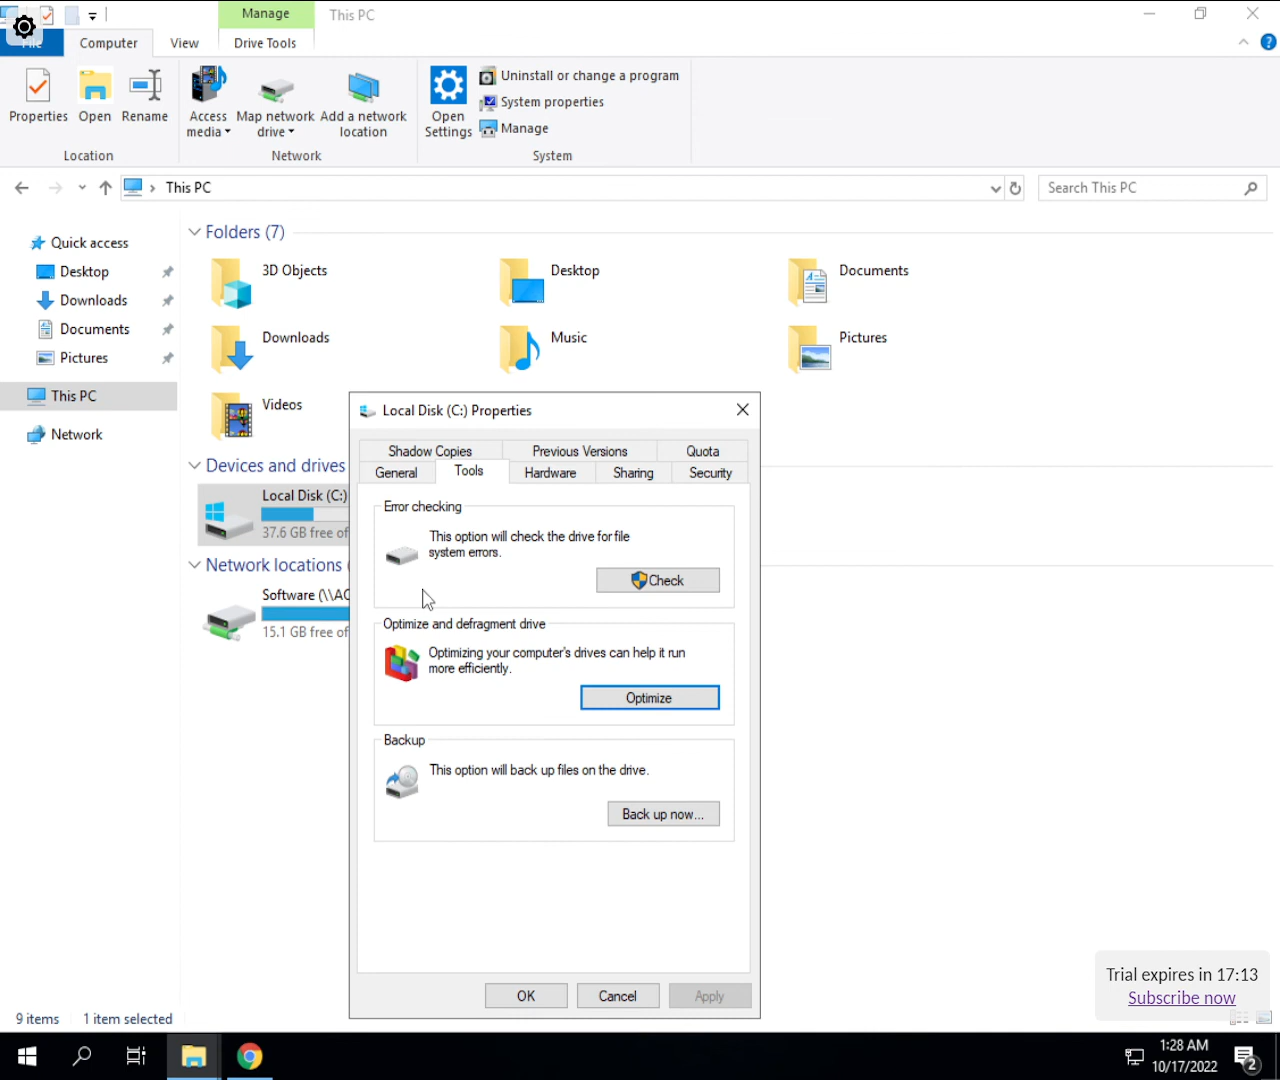 Manage
This PC
File
Computer
View
Drive Tools
Properties
Open
Rename
Access media
Map network drive
Add a network location
Open Settings
Uninstall or change a program
System properties
Manage
Location
Network
System
This PC
Search This PC
Quick access
Desktop
Downloads
Documents
Pictures
This PC
Network
Folders (7)
3D Objects
Desktop
Documents
Downloads
Music
Pictures
Videos
Devices and drives
Local Disk (C:)
37.6 GB free of
Network locations (
Software (\\AC
15.1 GB free of
Local Disk (C:) Properties
Shadow Copies
Previous Versions
Quota
General
Tools
Hardware
Sharing
Security
Error checking
This option will check the drive for file
system errors.
Check
Optimize and defragment drive
Optimizing your computer's drives can help it run
more efficiently.
Optimize
Backup
This option will back up files on the drive.
Back up now...
OK
Cancel
Apply
Trial expires in 17:13
Subscribe now
9 items
1 item selected
1:28 AM
10/17/2022
2